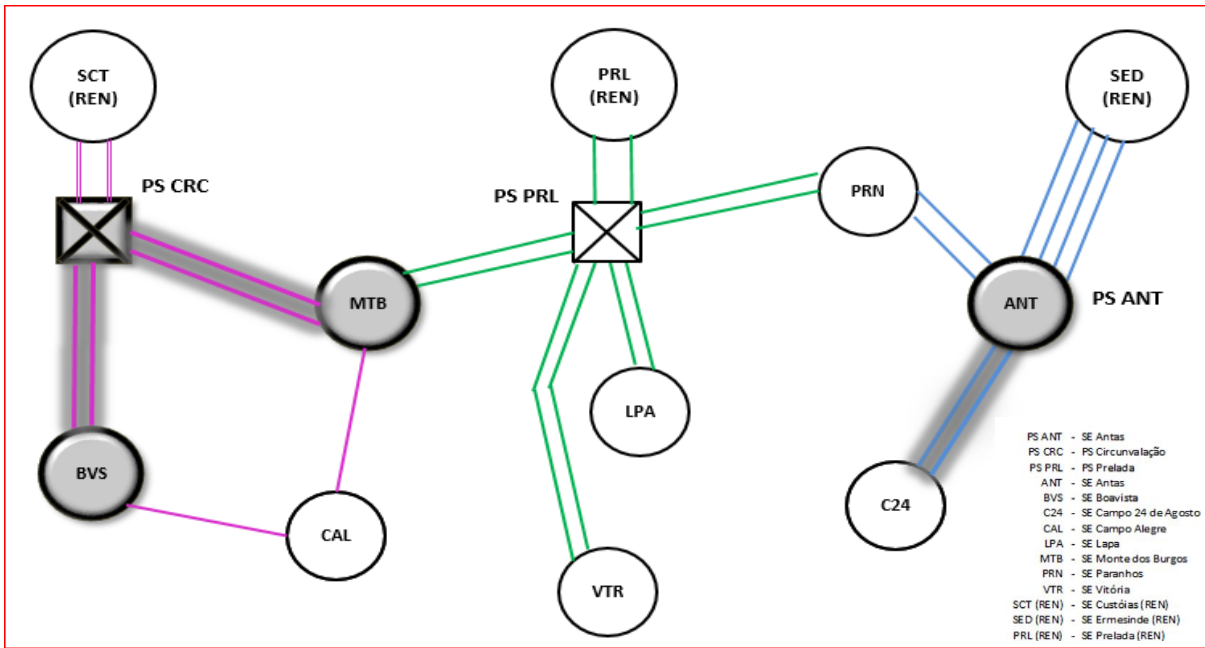 SCT
(REN)
PRL
(REN)
SED
(REN)
PS CRC
PS PRL
PRN
MTB
ANT
PS ANT
LPA
BVS
C24
CAL
VTR
PS ANT - SE Antas
PS CRC - PS Circunvalação
PS PRL - PS Prelada
ANT - SE Antas
BVS - SE Boavista
C24 - SE Campo 24 de Agosto
CAL - SE Campo Alegre
LPA - SE Lapa
MTB - SE Monte dos Burgos
PRN - SE Paranhos
VTR - SE Vitória
SCT (REN) - SE Custóias (REN)
SED (REN) - SE Ermesinde (REN)
PRL (REN) - SE Prelada (REN)